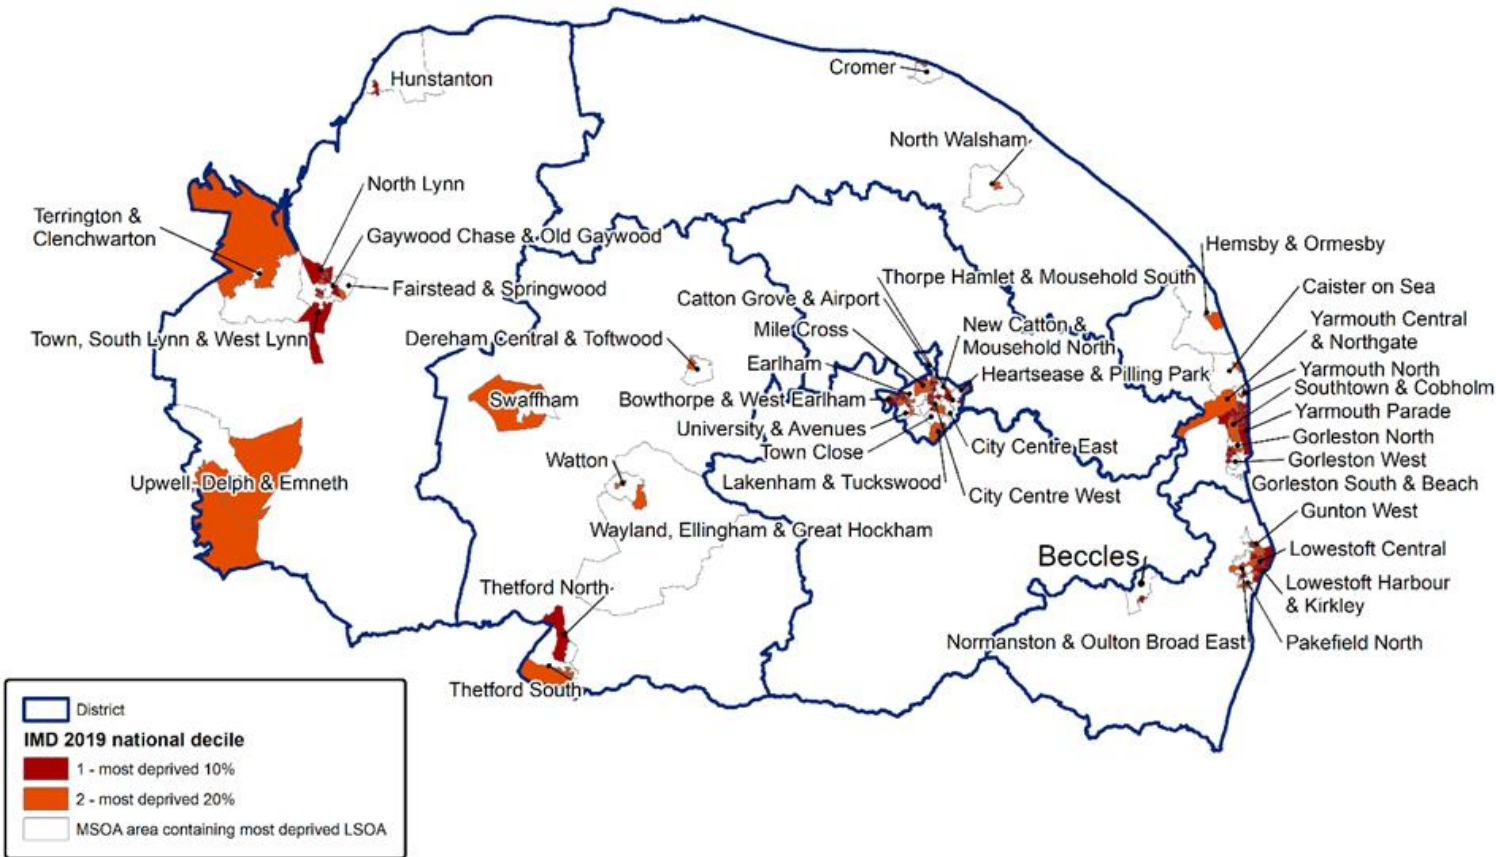 Hunstanton
Cromer
North Walsham
North Lynn
Terrington &
Clenchwarton
Gaywood Chase & Old Gaywood
Fairstead & Springwood
Town, South Lynn & West Lynn
Hemsby & Ormesby
Thorpe Hamlet & Mousehold South
Catton Grove & Airport
Caister on Sea
Mile Cross
New Catton &
Mousehold North
Yarmouth Central
& Northgate
Dereham Central & Toftwood
Earlham
Heartsease & Pilling Park
Yarmouth North
Southtown & Cobholm
Swaffham
Bowthorpe & West Earlham
Yarmouth Parade
University & Avenues
Gorleston North
Town Close
City Centre East
Gorleston West
Watton
Lakenham & Tuckswood
Gorleston South & Beach
Upwell, Delph & Emneth
City Centre West
Gunton West
Wayland, Ellingham & Great Hockham
Beccles
Lowestoft Central
Thetford North
Lowestoft Harbour
& Kirkley
Normanston & Oulton Broad East
Pakefield North
Thetford South
District
IMD 2019 national decile
1 - most deprived 10%
2 - most deprived 20%
MSOA area containing most deprived LSOA